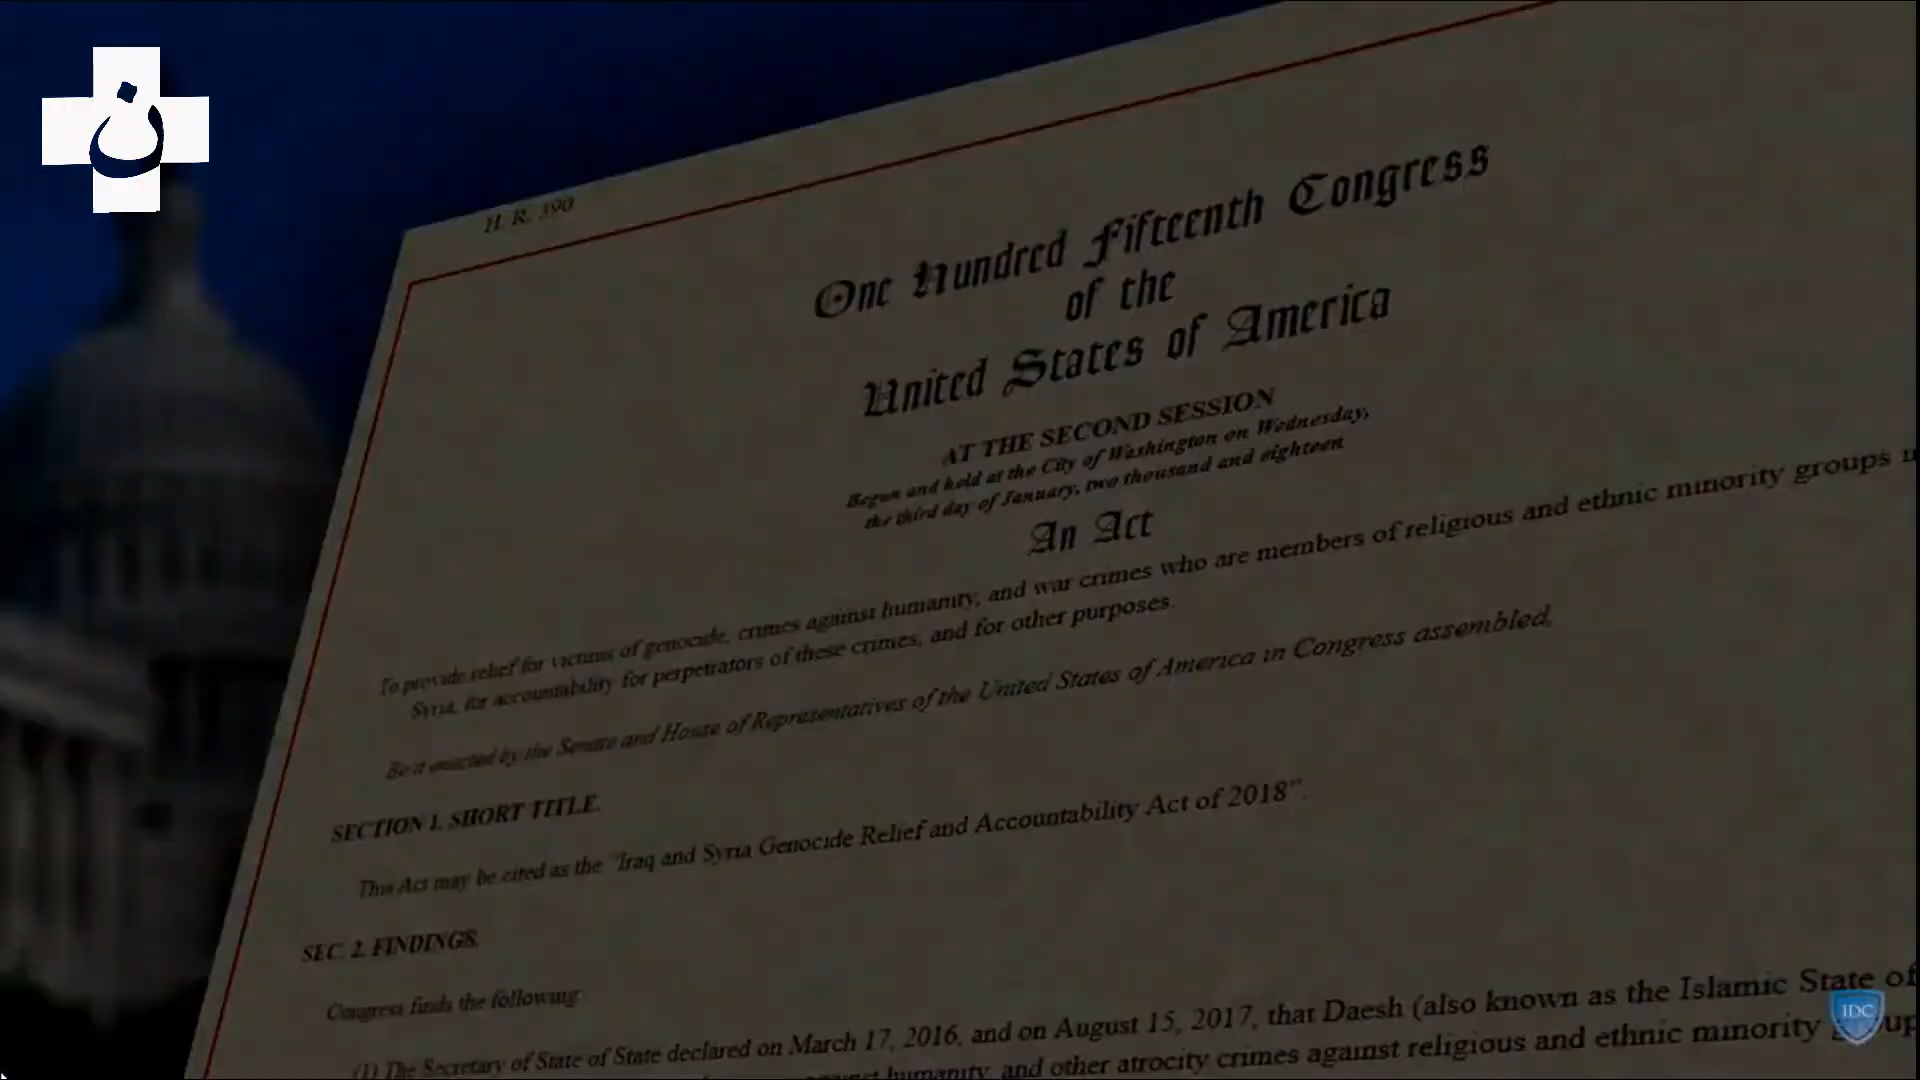 ن
H. R. 390
One Hundred Fifteenth Congress
of the
United States of America
AT THE SECOND SESSION
Begun and held at the City of Washington on Wednesday,
the third day of January, two thousand and eighteen
An Act
To provide relief for victims of genocide, crimes against humanity, and war crimes who are members of religious and ethnic minority groups
Syria, for accountability for perpetrators of these crimes, and for other purposes.
Be it enacted by the Senate and House of Representatives of the United States of America in Congress assembled,
SECTION 1. SHORT TITLE.
This Act may be cited as the "Iraq and Syria Genocide Relief and Accountability Act of 2018".
SEC. 2. FINDINGS.
Congress finds the following:
(1) The Secretary of State of State declared on March 17, 2016, and on August 15, 2017, that Daesh (also known as the Islamic State of
humanity, and other atrocity crimes against religious and ethnic minority
IDC